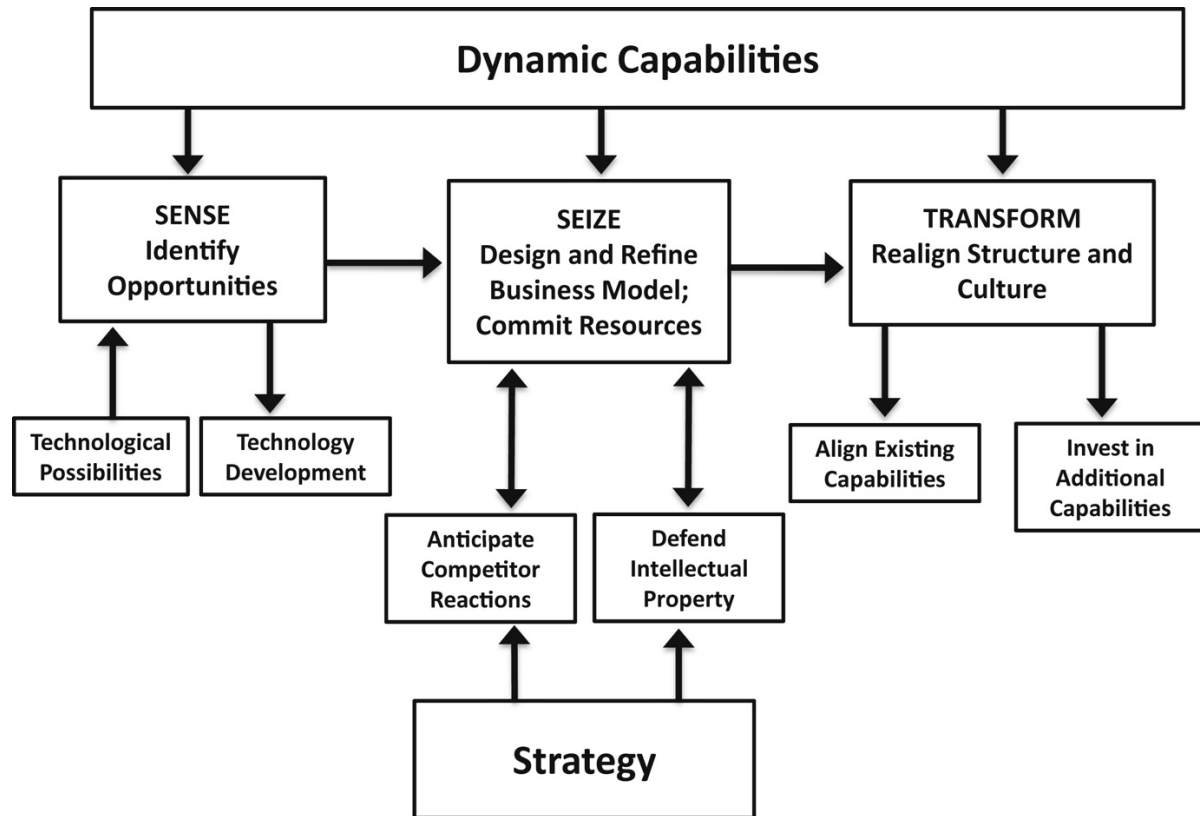 Dynamic Capabilities
SENSE
Identify
Opportunities
SEIZE
Design and Refine
Business Model;
Commit Resources
TRANSFORM
Realign Structure and
Culture
Technological
Possibilities
Technology
Development
Align Existing
Capabilities
Invest in
Additional
Capabilities
Anticipate
Competitor
Reactions
Defend
Intellectual
Property
Strategy